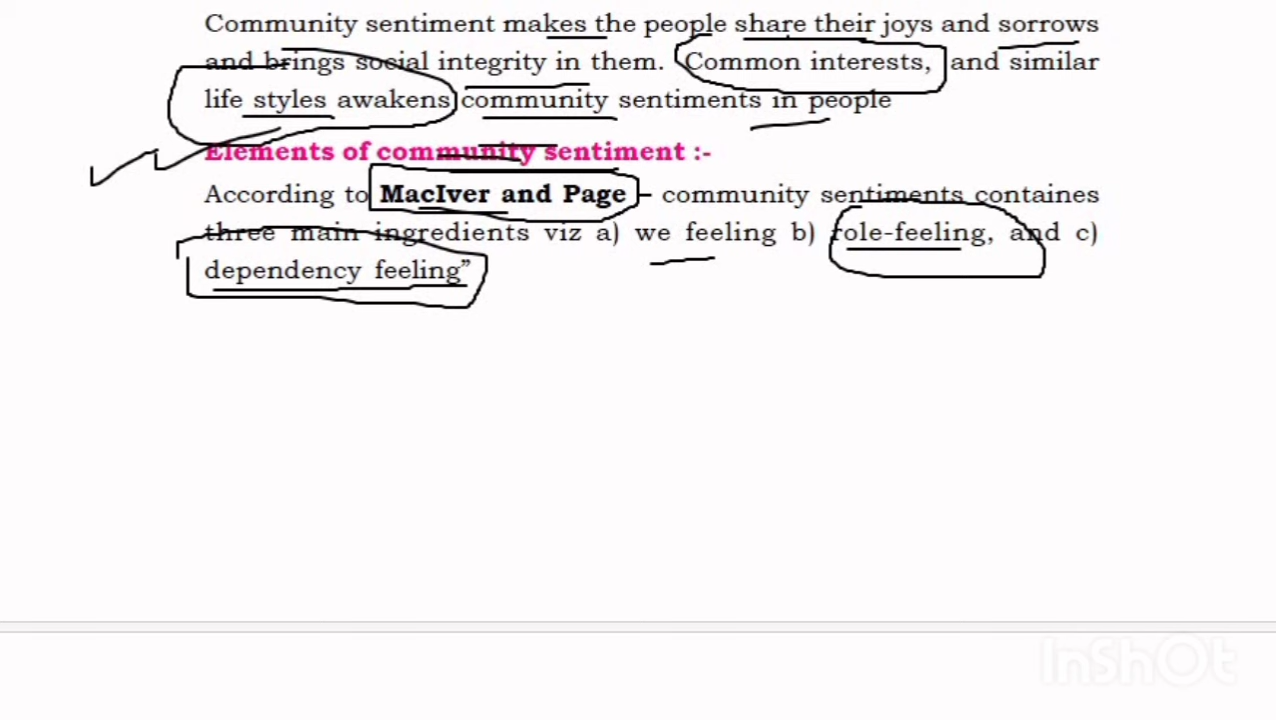 Community sentiment makes the people share their joys and sorrows
and brings social integrity in them. Common interests, and similar
life styles awakens community sentiments in people
Elements of community sentiment :-
According to MacIver and Page – community sentiments containes
three main ingredients viz a) we feeling b) role-feeling, and c)
dependency feeling”
InShOt